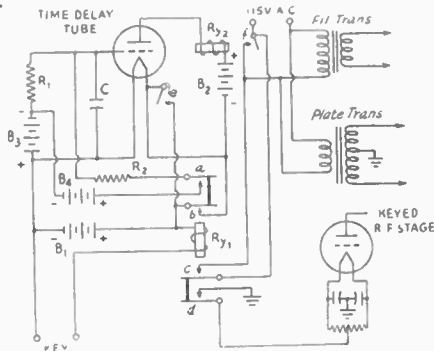 TIME DELAY
TUBE
Ry2
115V A C
Fil Trans
R1
C
e
B2
B3
Plate Trans
R2
a
B4
b
B1
Ry1
KEYED
R F STAGE
c
d
KEY